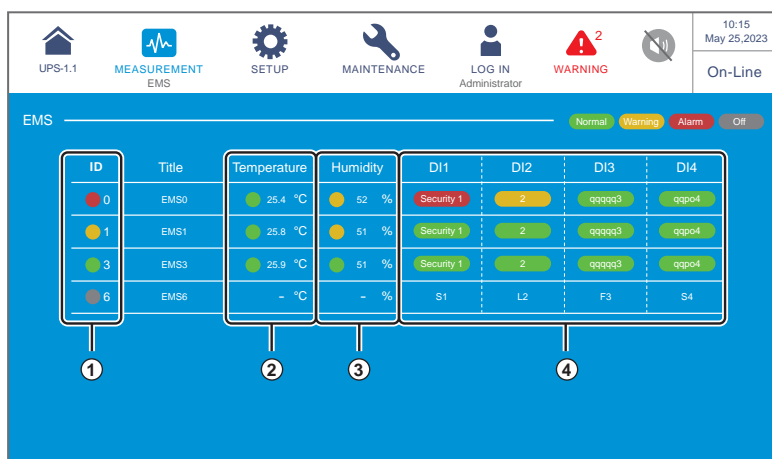 10:15
May 25,2023
2
UPS-1.1 MEASUREMENT SETUP MAINTENANCE LOG IN WARNING
EMS Administrator
On-Line
EMS Normal Warning Alarm Off
ID Title Temperature Humidity DI1 DI2 DI3 DI4
0 EMS0 25.4 °C 52 % Security 1 2 qqqqq3 qqpo4
1 EMS1 25.8 °C 51 % Security 1 2 qqqqq3 qqpo4
3 EMS3 25.9 °C 51 % Security 1 2 qqqqq3 qqpo4
6 EMS6 – °C – % S1 L2 F3 S4
1 2 3 4